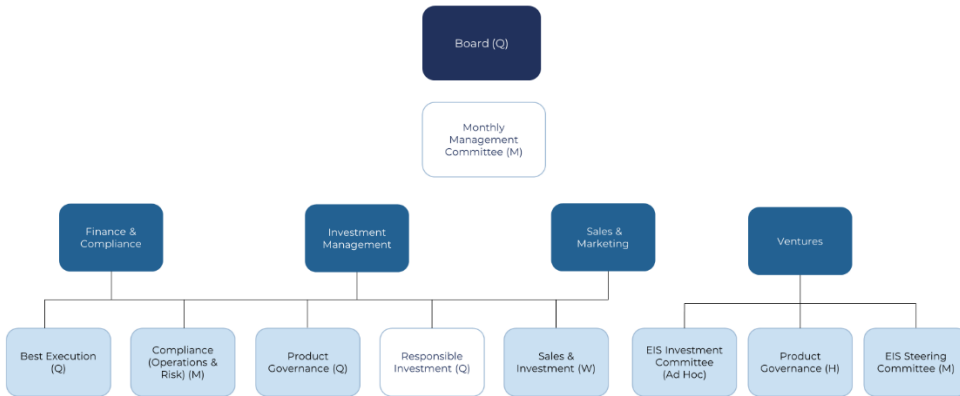 Board (Q)
Monthly
Management
Committee (M)
Finance &
Compliance
Investment
Management
Sales &
Marketing
Ventures
Best Execution
(Q)
Compliance
(Operations &
Risk) (M)
Product
Governance (Q)
Responsible
Investment (Q)
Sales &
Investment (W)
EIS Investment
Committee
(Ad Hoc)
Product
Governance (H)
EIS Steering
Committee (M)